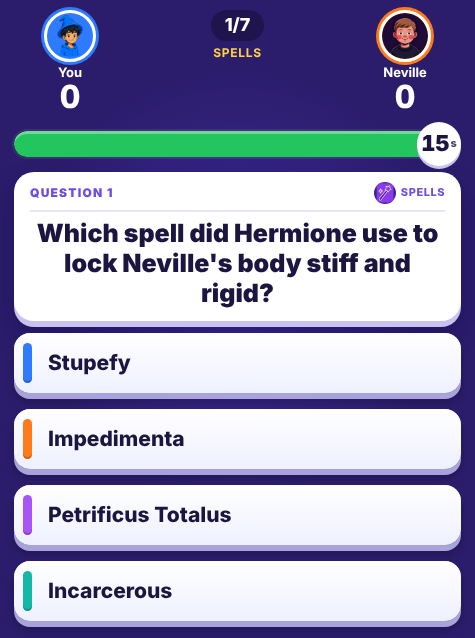 You
0
1/7
SPELLS
Neville
0
15s
QUESTION 1
SPELLS
Which spell did Hermione use to
lock Neville's body stiff and
rigid?
Stupefy
Impedimenta
Petrificus Totalus
Incarcerous